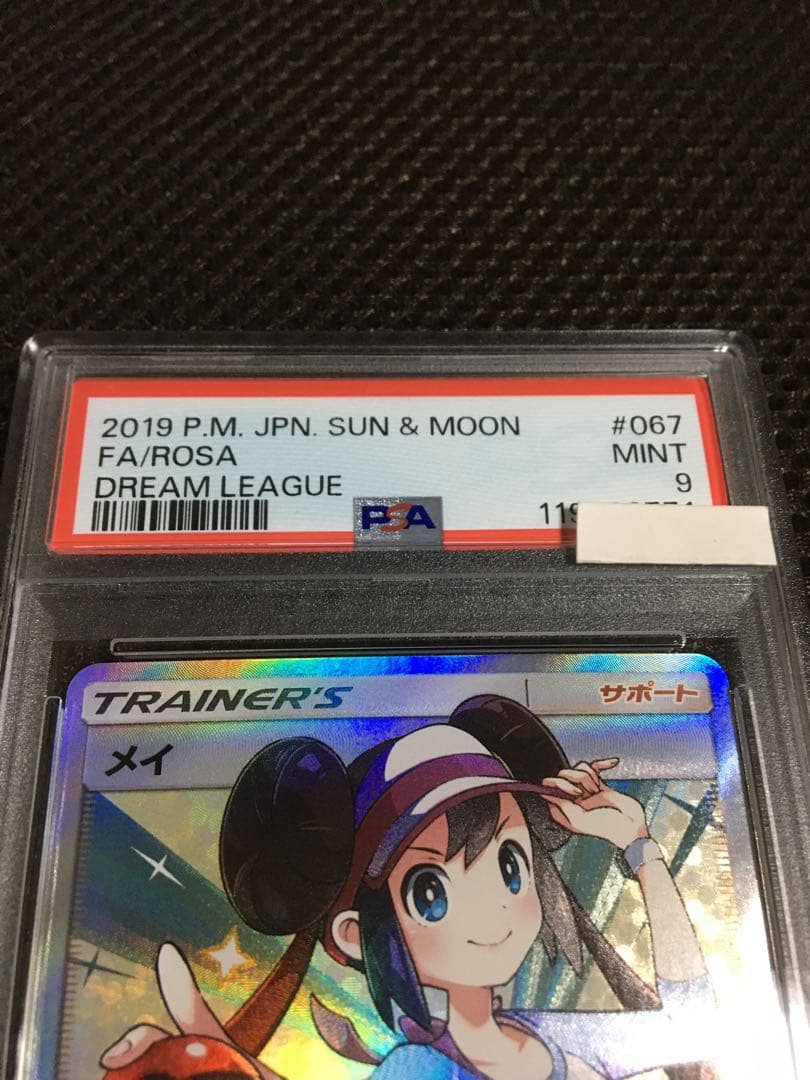 2019 P.M. JPN. SUN & MOON #067
FA/ROSA MINT
DREAM LEAGUE 9
PSA
TRAINER'S サポート
メイ